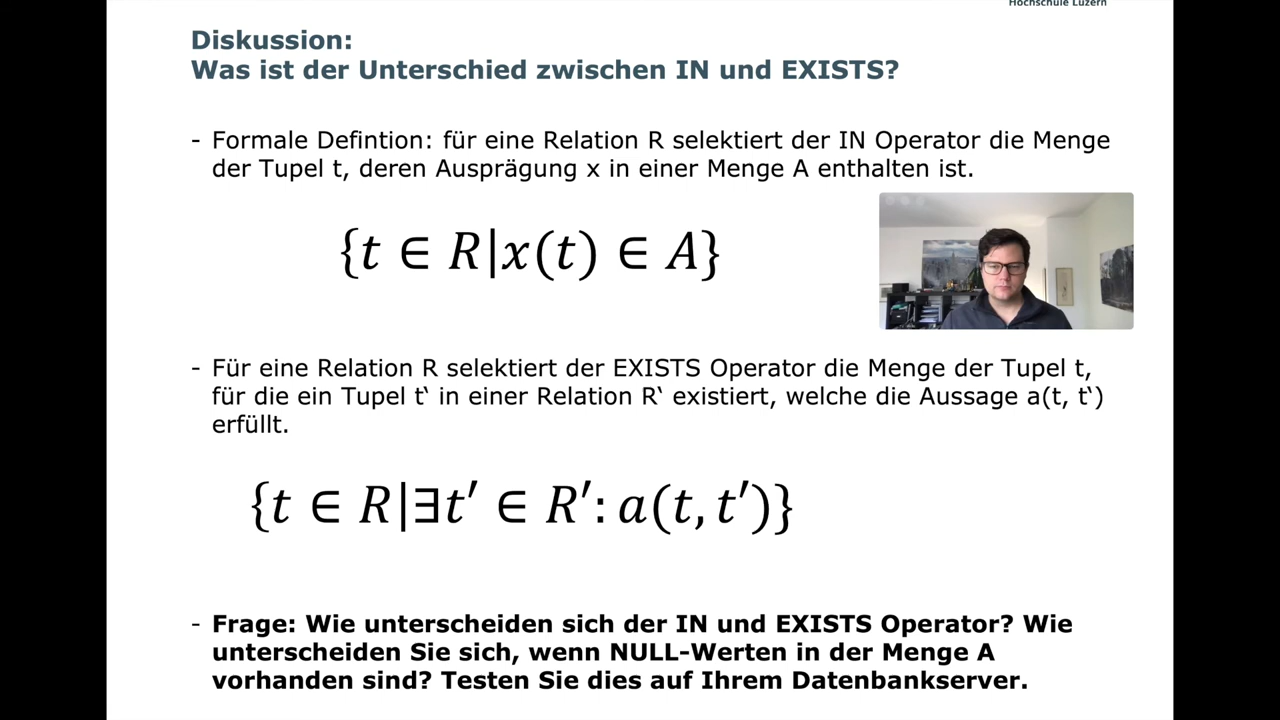 Hochschule Luzern
Diskussion:
Was ist der Unterschied zwischen IN und EXISTS?
- Formale Defintion: für eine Relation R selektiert der IN Operator die Menge
der Tupel t, deren Ausprägung x in einer Menge A enthalten ist.
{t ∈ R|x(t) ∈ A}
- Für eine Relation R selektiert der EXISTS Operator die Menge der Tupel t,
für die ein Tupel t‘ in einer Relation R‘ existiert, welche die Aussage a(t, t‘)
erfüllt.
{t ∈ R|∃t′ ∈ R′: a(t, t′)}
- Frage: Wie unterscheiden sich der IN und EXISTS Operator? Wie
unterscheiden Sie sich, wenn NULL-Werten in der Menge A
vorhanden sind? Testen Sie dies auf Ihrem Datenbankserver.